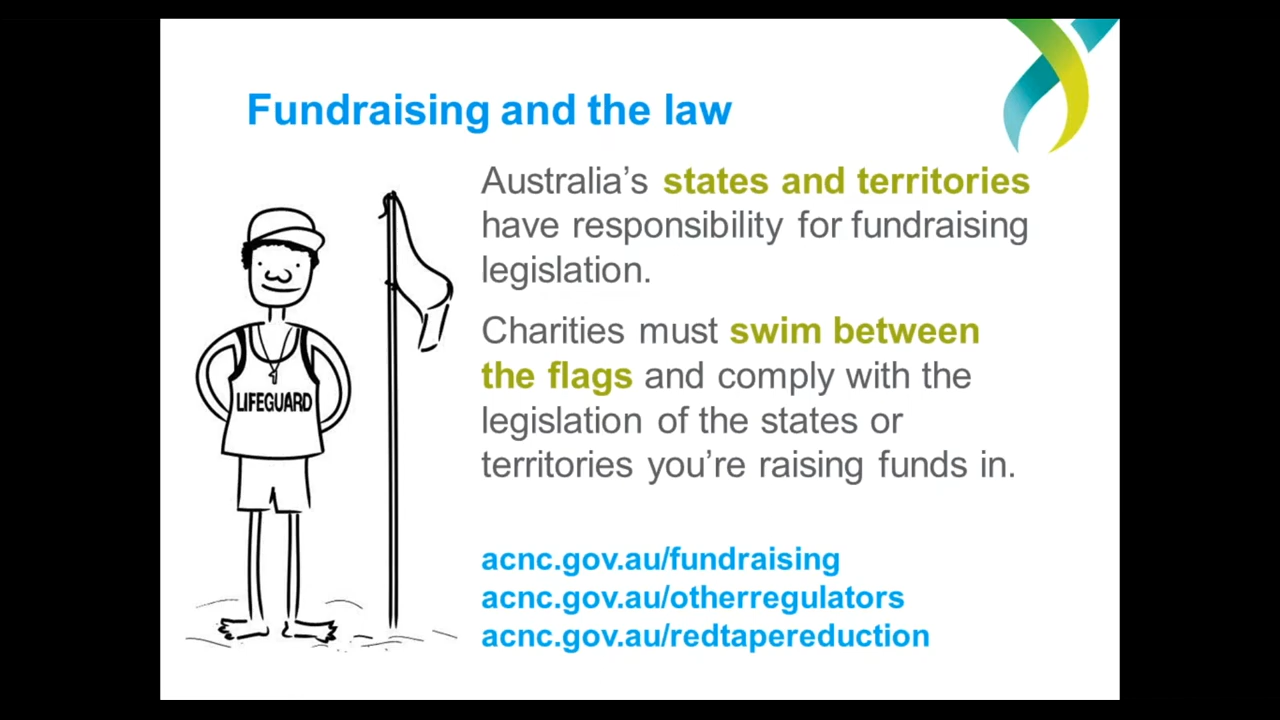 Fundraising and the law
Australia’s states and territories
have responsibility for fundraising
legislation.
Charities must swim between
the flags and comply with the
legislation of the states or
territories you’re raising funds in.
LIFEGUARD
acnc.gov.au/fundraising
acnc.gov.au/otherregulators
acnc.gov.au/redtapereduction